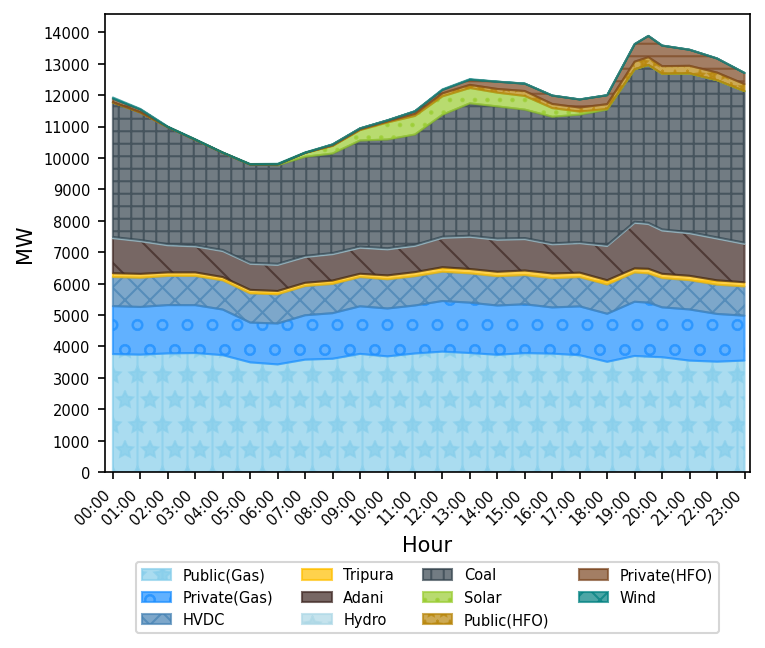 14000
13000
12000
11000
10000
9000
8000
7000
6000
5000
4000
3000
2000
1000
0
MW
00:00 01:00 02:00 03:00 04:00 05:00 06:00 07:00 08:00 09:00 10:00 11:00 12:00 13:00 14:00 15:00 16:00 17:00 18:00 19:00 20:00 21:00 22:00 23:00
Hour
Public(Gas) Tripura Coal Private(HFO)
Private(Gas) Adani Solar Wind
HVDC Hydro Public(HFO)